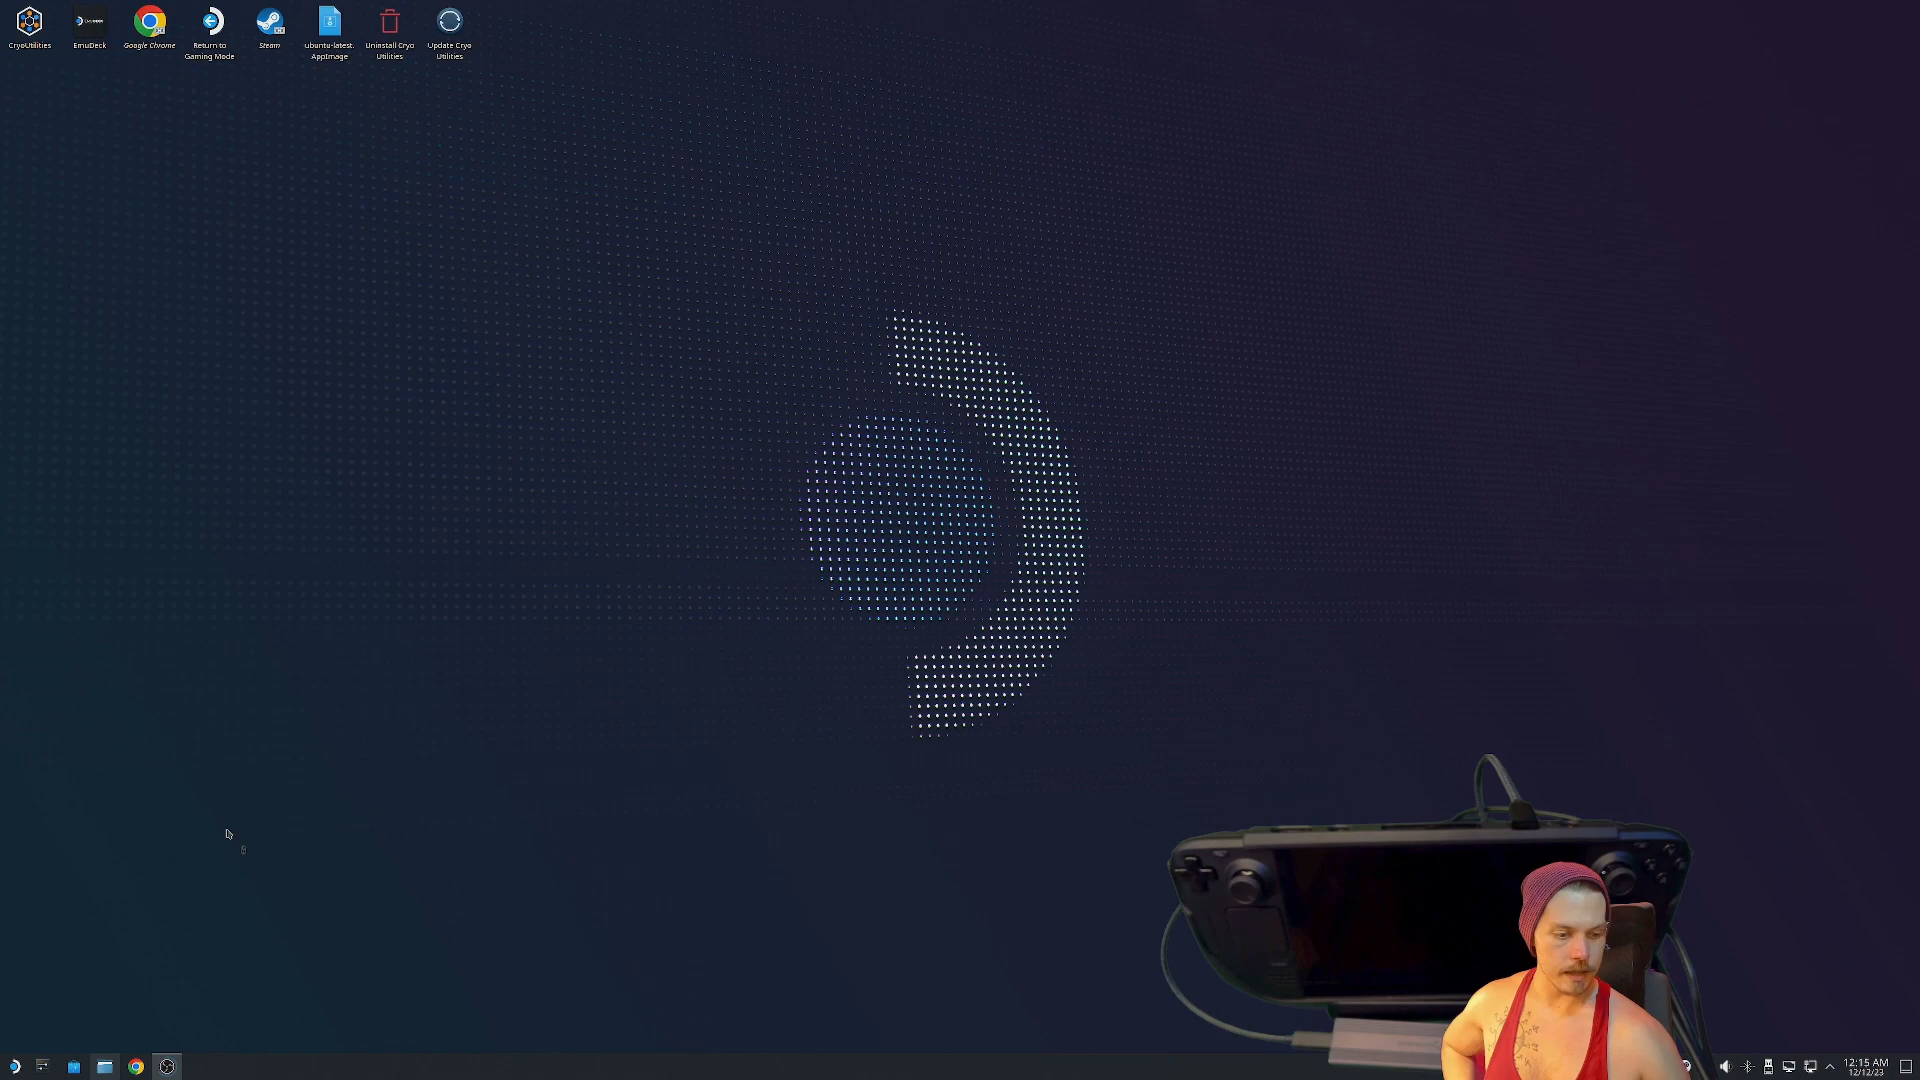 CryoUtilities
EmuDeck
Google Chrome
Return to
Gaming Mode
Steam
ubuntu-latest.
AppImage
Uninstall Cryo
Utilities
Update Cryo
Utilities
12:15 AM
12/12/23